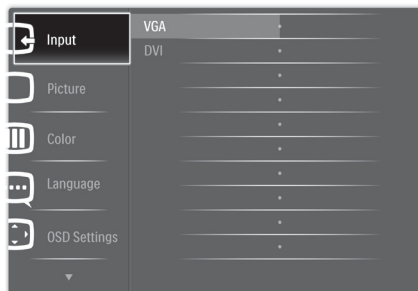 Input
VGA
DVI
Picture
Color
Language
OSD Settings